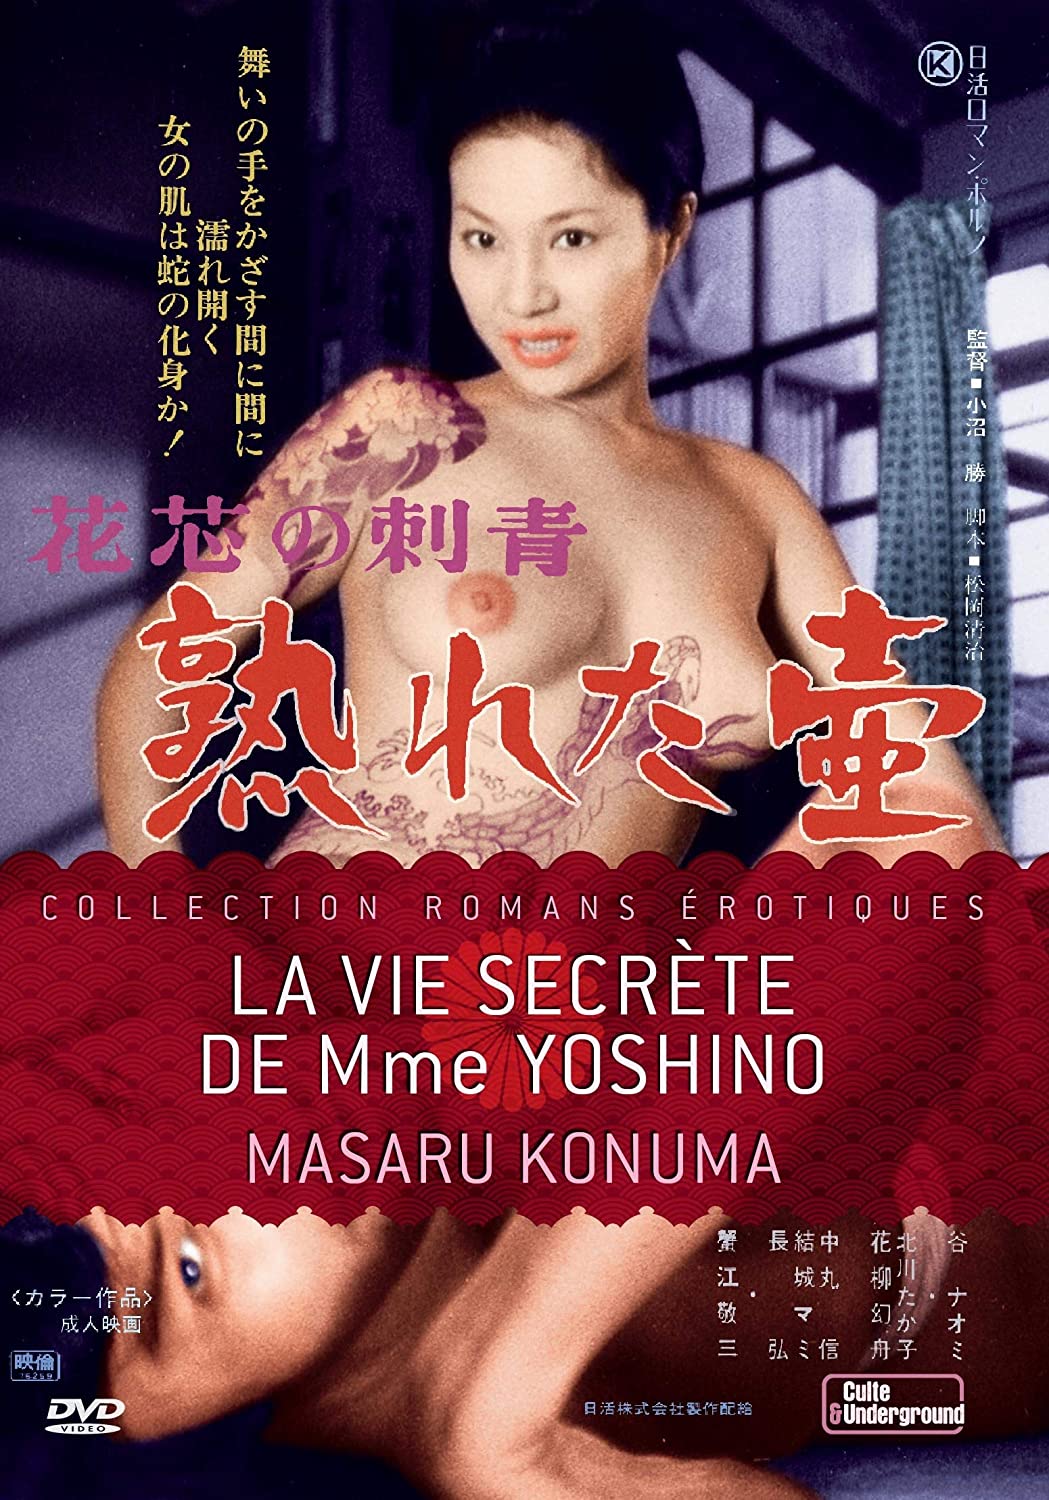 日活ロマン・ポルノ
舞いの手をかざす間に間に
濡れ開く
女の肌は蛇の化身か！
監督■小沼 勝 脚本■松岡清治
花芯の刺青
熟れた壺
COLLECTION ROMANS ÉROTIQUES
LA VIE SECRÈTE
DE Mme YOSHINO
MASARU KONUMA
谷ナオミ
北川たか子
花柳幻舟
中丸信
結城マミ
長弘
蟹江敬三
〈カラー作品〉
成人映画
映倫
DVD
VIDEO
日活株式会社製作配給
Culte
&Underground